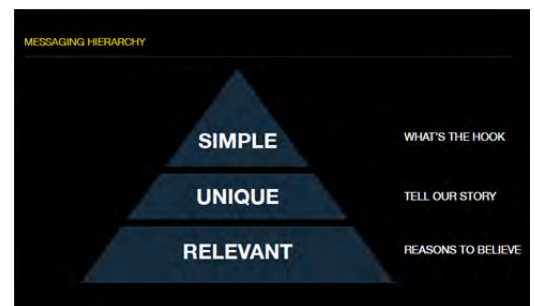 MESSAGING HIERARCHY
SIMPLE
WHAT'S THE HOOK
UNIQUE
TELL OUR STORY
RELEVANT
REASONS TO BELIEVE